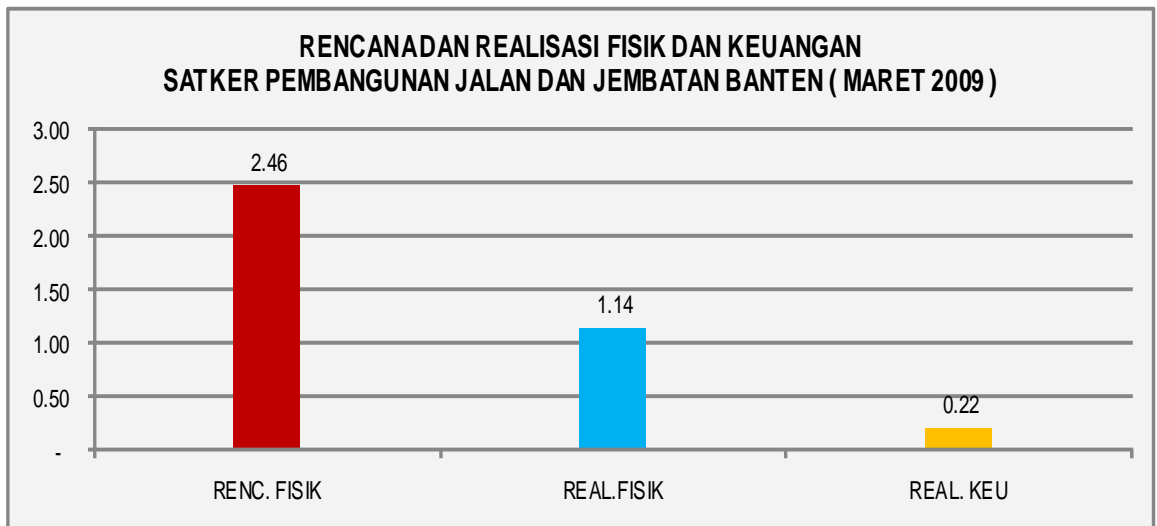 RENCANADAN REALISASI FISIK DAN KEUANGAN
SATKER PEMBANGUNAN JALAN DAN JEMBATAN BANTEN ( MARET 2009 )
3.00
2.50
2.00
1.50
1.00
0.50
-
2.46
1.14
0.22
RENC. FISIK
REAL.FISIK
REAL. KEU